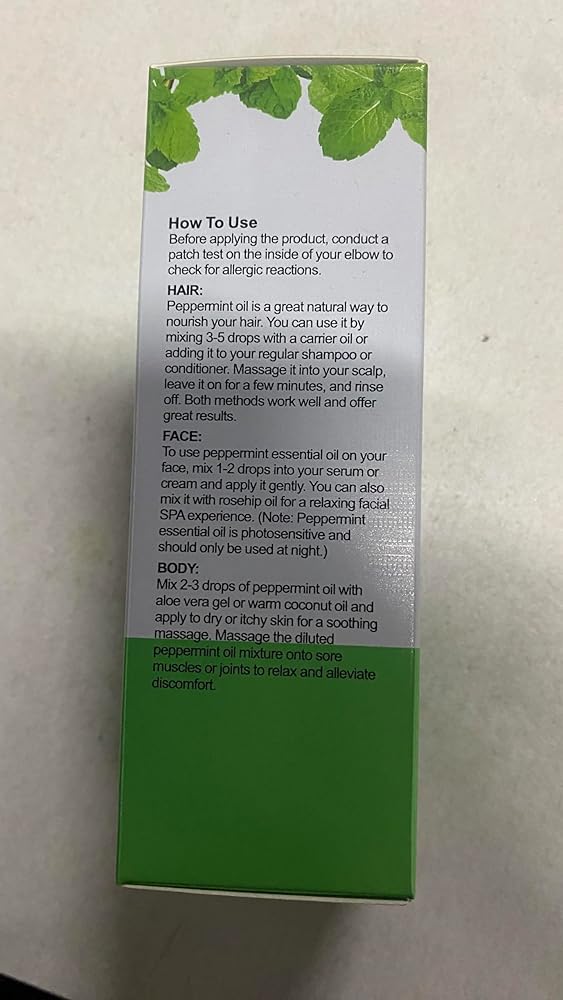 How To Use
Before applying the product, conduct a
patch test on the inside of your elbow to
check for allergic reactions.
HAIR:
Peppermint oil is a great natural way to
nourish your hair. You can use it by
mixing 3-5 drops with a carrier oil or
adding it to your regular shampoo or
conditioner. Massage it into your scalp,
leave it on for a few minutes, and rinse
off. Both methods work well and offer
great results.
FACE:
To use peppermint essential oil on your
face, mix 1-2 drops into your serum or
cream and apply it gently. You can also
mix it with rosehip oil for a relaxing facial
SPA experience. (Note: Peppermint
essential oil is photosensitive and
should only be used at night.)
BODY:
Mix 2-3 drops of peppermint oil with
aloe vera gel or warm coconut oil and
apply to dry or itchy skin for a soothing
massage. Massage the diluted
peppermint oil mixture onto sore
muscles or joints to relax and alleviate
discomfort.